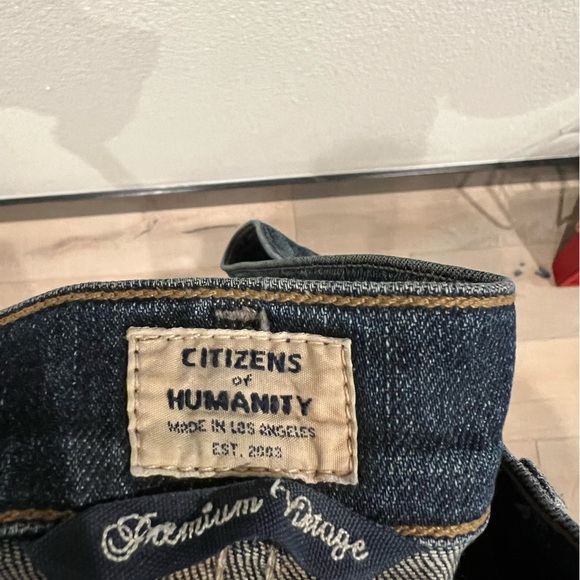 CITIZENS
of
HUMANITY
MADE IN LOS ANGELES
EST. 2003
Premium Vintage